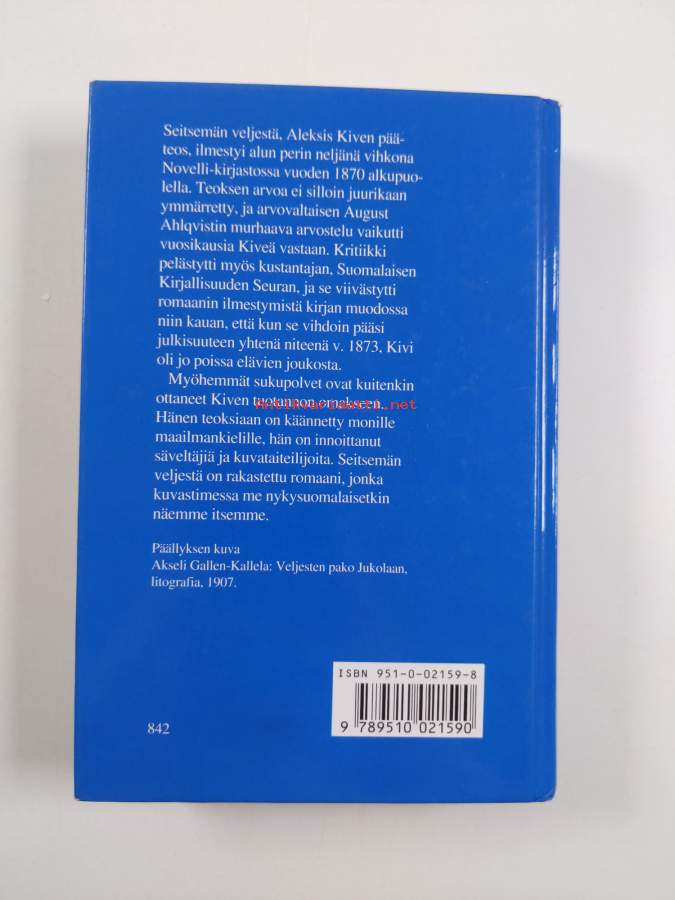 Seitsemän veljestä, Aleksis Kiven pää-
teos, ilmestyi alun perin neljänä vihkona
Novelli-kirjastossa vuoden 1870 alkupuo-
lella. Teoksen arvoa ei silloin juurikaan
ymmärretty, ja arvovaltaisen August
Ahlqvistin murhaava arvostelu vaikutti
vuosikausia Kiveä vastaan. Kritiikki
pelästytti myös kustantajan, Suomalaisen
Kirjallisuuden Seuran, ja se viivästytti
romaanin ilmestymistä kirjan muodossa
niin kauan, että kun se vihdoin pääsi
julkisuuteen yhtenä niteenä v. 1873, Kivi
oli jo poissa elävien joukosta.
Myöhemmät sukupolvet ovat kuitenkin
ottaneet Kiven tuotannon omakseen.
Antikvariaatti.net
Hänen teoksiaan on käännetty monille
maailmankielille, hän on innoittanut
säveltäjiä ja kuvataiteilijoita. Seitsemän
veljestä on rakastettu romaani, jonka
kuvastimessa me nykysuomalaisetkin
näemme itsemme.
Päällyksen kuva
Akseli Gallen-Kallela: Veljesten pako Jukolaan,
litografia, 1907.
ISBN 951-0-02159-8
9 789510 021590
842